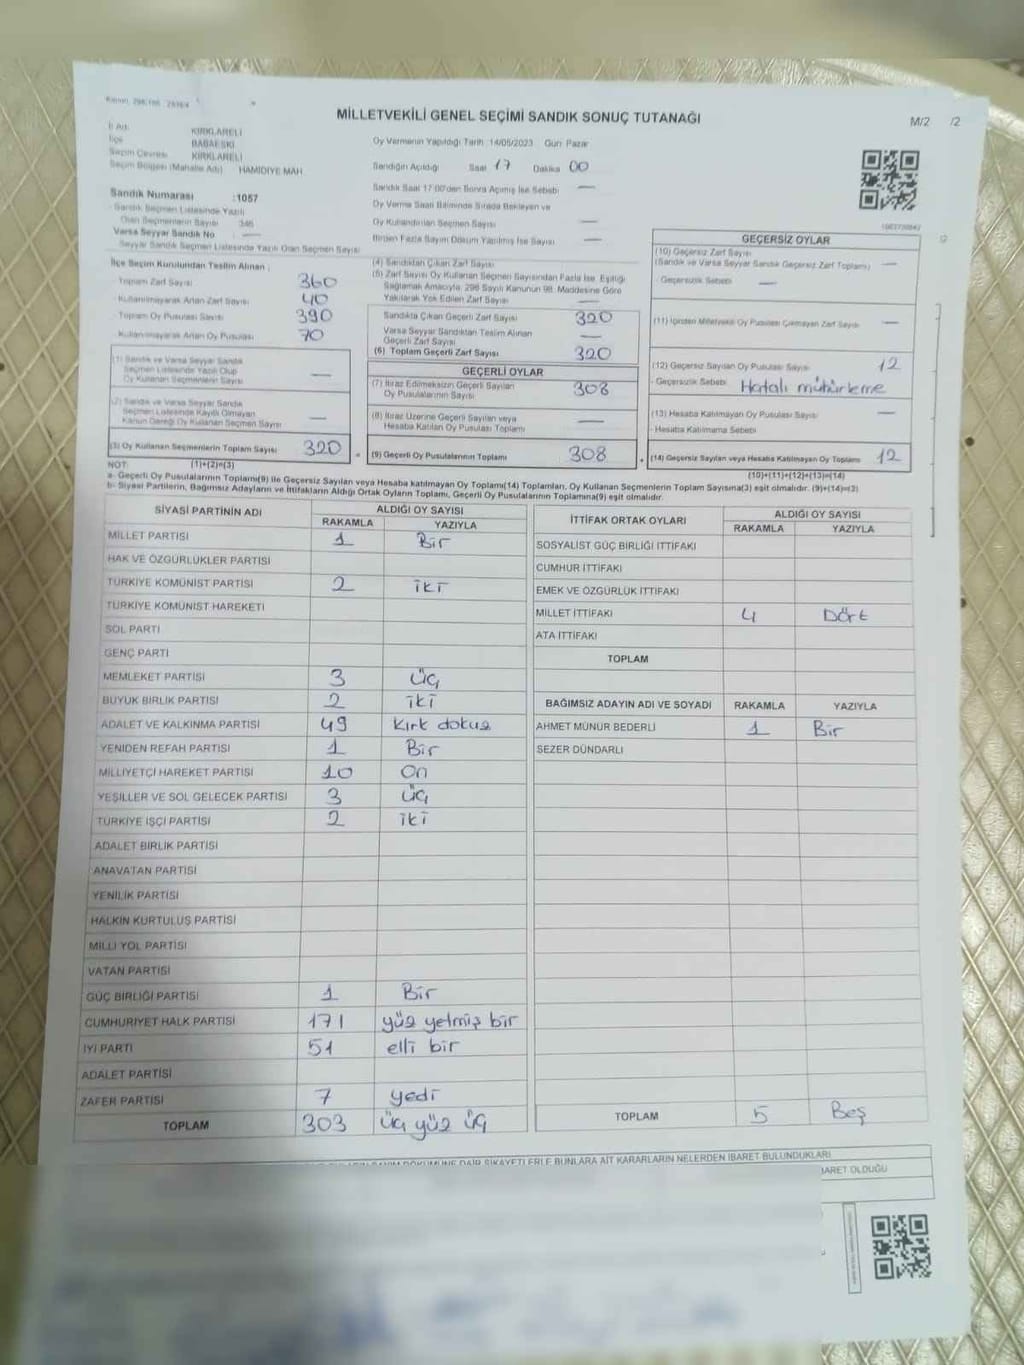 MİLLETVEKİLİ GENEL SEÇİMİ SANDIK SONUÇ TUTANAĞI
M/2 /2
İl Adı: KIRKLARELİ
İlçe BABAESKİ
Seçim Çevresi KIRKLARELİ
Seçim Bölgesi (Mahalle Adı) HAMİDİYE MAH.
Oy Vermenin Yapıldığı Tarih :14/05/2023 Gün: Pazar
Sandığın Açıldığı Saat 17 Dakika 00
Sandık Saat 17:00'den Sonra Açılmış İse Sebebi —
Oy Verme Saati Bitiminde Sırada Bekleyen ve
Oy Kullandırılan Seçmen Sayısı —
Birden Fazla Sayım Döküm Yapılmış İse Sayısı —
Sandık Numarası :1057
Sandık Seçmen Listesinde Yazılı
Olan Seçmenlerin Sayısı 346
Varsa Seyyar Sandık No —
Seyyar Sandık Seçmen Listesinde Yazılı Olan Seçmen Sayısı
İlçe Seçim Kurulundan Teslim Alınan :
Toplam Zarf Sayısı 360
Kullanılmayarak Artan Zarf Sayısı 40
Toplam Oy Pusulası Sayısı 390
Kullanılmayarak Artan Oy Pusulası 70
(1) Sandık ve Varsa Seyyar Sandık
Seçmen Listesinde Yazılı Olup
Oy Kullanan Seçmenlerin Sayısı —
(2) Sandık ve Varsa Seyyar Sandık
Seçmen Listesinde Kayıtlı Olmayan
Kanun Gereği Oy Kullanan Seçmen Sayısı —
(3) Oy Kullanan Seçmenlerin Toplam Sayısı 320
(4) Sandıktan Çıkan Zarf Sayısı
(5) Zarf Sayısı Oy Kullanan Seçmen Sayısından Fazla İse, Eşitliği
Sağlamak Amacıyla, 298 Sayılı Kanunun 98. Maddesine Göre
Yakılarak Yok Edilen Zarf Sayısı —
Sandıkta Çıkan Geçerli Zarf Sayısı 320
Varsa Seyyar Sandıktan Teslim Alınan
Geçerli Zarf Sayısı —
(6) Toplam Geçerli Zarf Sayısı 320
GEÇERLİ OYLAR
(7) İtiraz Edilmeksizin Geçerli Sayılan
Oy Pusulalarının Sayısı 308
(8) İtiraz Üzerine Geçerli Sayılan veya
Hesaba Katılan Oy Pusulası Toplamı —
(9) Geçerli Oy Pusulalarının Toplamı 308
GEÇERSİZ OYLAR
(10) Geçersiz Zarf Sayısı
(Sandık ve Varsa Seyyar Sandık Geçersiz Zarf Toplamı) —
- Geçersizlik Sebebi —
(11) İçinden Milletvekili Oy Pusulası Çıkmayan Zarf Sayısı —
(12) Geçersiz Sayılan Oy Pusulası Sayısı 12
- Geçersizlik Sebebi Hatalı mühürleme
(13) Hesaba Katılmayan Oy Pusulası Sayısı —
- Hesaba Katılmama Sebebi
(14) Geçersiz Sayılan veya Hesaba Katılmayan Oy Toplamı 12
NOT: (1)+(2)=(3) (10)+(11)+(12)+(13)=(14)
a- Geçerli Oy Pusulalarının Toplamı(9) ile Geçersiz Sayılan veya Hesaba katılmayan Oy Toplamı(14) Toplamları, Oy Kullanan Seçmenlerin Toplam Sayısına(3) eşit olmalıdır. (9)+(14)=(3)
b- Siyasi Partilerin, Bağımsız Adayların ve İttifakların Aldığı Ortak Oyların Toplamı, Geçerli Oy Pusulalarının Toplamına(9) eşit olmalıdır.
SİYASİ PARTİNİN ADI ALDIĞI OY SAYISI
RAKAMLA YAZIYLA
MİLLET PARTİSİ 1 Bir
HAK VE ÖZGÜRLÜKLER PARTİSİ
TÜRKİYE KOMÜNİST PARTİSİ 2 iki
TÜRKİYE KOMÜNİST HAREKETİ
SOL PARTİ
GENÇ PARTİ
MEMLEKET PARTİSİ 3 Üç
BÜYÜK BİRLİK PARTİSİ 2 iki
ADALET VE KALKINMA PARTİSİ 49 Kırk dokuz
YENİDEN REFAH PARTİSİ 1 Bir
MİLLİYETÇİ HAREKET PARTİSİ 10 On
YEŞİLLER VE SOL GELECEK PARTİSİ 3 Üç
TÜRKİYE İŞÇİ PARTİSİ 2 iki
ADALET BİRLİK PARTİSİ
ANAVATAN PARTİSİ
YENİLİK PARTİSİ
HALKIN KURTULUŞ PARTİSİ
MİLLİ YOL PARTİSİ
VATAN PARTİSİ
GÜÇ BİRLİĞİ PARTİSİ 1 Bir
CUMHURİYET HALK PARTİSİ 171 yüz yetmiş bir
İYİ PARTİ 51 elli bir
ADALET PARTİSİ
ZAFER PARTİSİ 7 yedi
TOPLAM 303 Üç yüz üç
İTTİFAK ORTAK OYLARI ALDIĞI OY SAYISI
RAKAMLA YAZIYLA
SOSYALİST GÜÇ BİRLİĞİ İTTİFAKI
CUMHUR İTTİFAKI
EMEK VE ÖZGÜRLÜK İTTİFAKI
MİLLET İTTİFAKI 4 Dört
ATA İTTİFAKI
TOPLAM
BAĞIMSIZ ADAYIN ADI VE SOYADI RAKAMLA YAZIYLA
AHMET MÜNÜR BEDERLİ 1 Bir
SEZER DÜNDARLI
TOPLAM 5 Beş
DÖKÜMÜNE DAİR ŞİKAYETLERLE BUNLARA AİT KARARLARIN NELERDEN İBARET BULUNDUKLARI
İBARET OLDUĞU